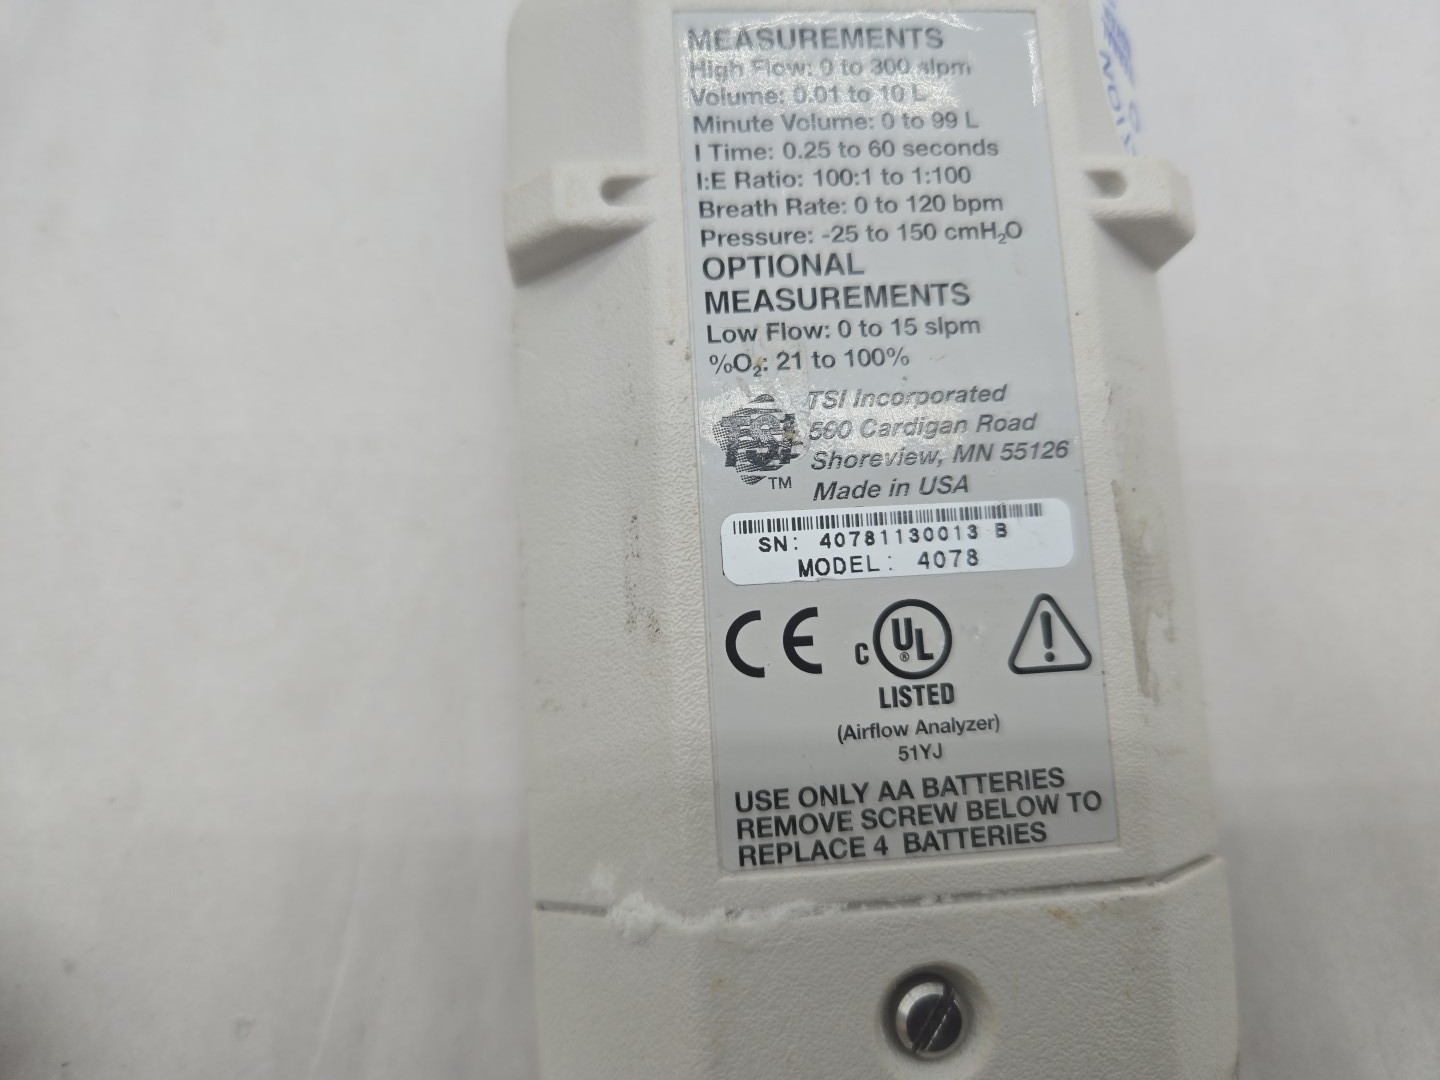 MEASUREMENTS
High Flow: 0 to 300 slpm
Volume: 0.01 to 10 L
Minute Volume: 0 to 99 L
I Time: 0.25 to 60 seconds
I:E Ratio: 100:1 to 1:100
Breath Rate: 0 to 120 bpm
Pressure: -25 to 150 cmH₂O
OPTIONAL
MEASUREMENTS
Low Flow: 0 to 15 slpm
%O₂: 21 to 100%
TSI TM
TSI Incorporated
500 Cardigan Road
Shoreview, MN 55126
Made in USA
SN: 40781130013 B
MODEL: 4078
CE
C UL ®
LISTED
(Airflow Analyzer)
51YJ
USE ONLY AA BATTERIES
REMOVE SCREW BELOW TO
REPLACE 4 BATTERIES